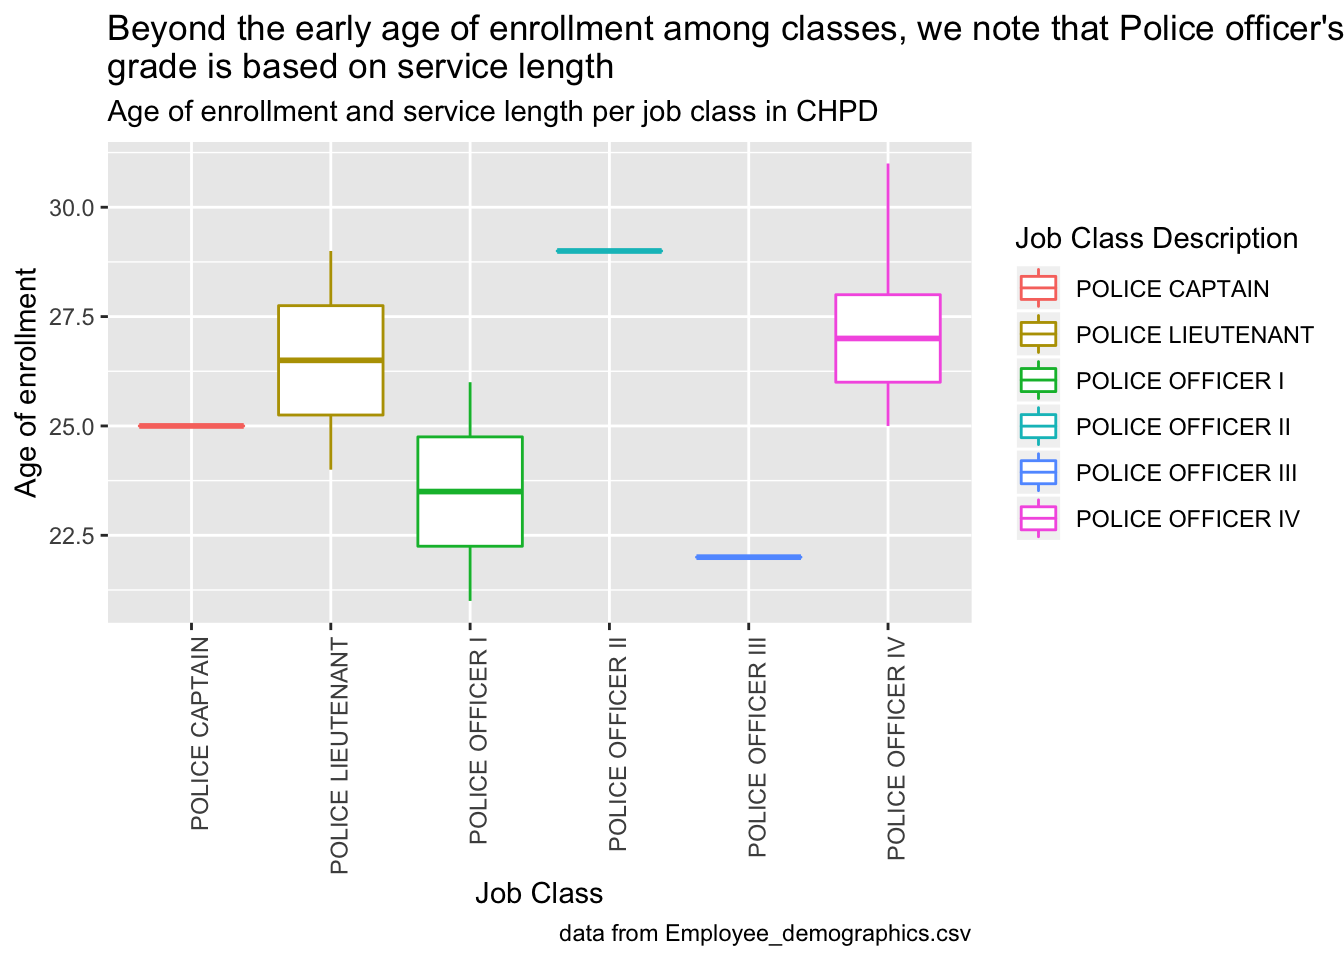 Beyond the early age of enrollment among classes, we note that Police officer's
grade is based on service length
Age of enrollment and service length per job class in CHPD
30.0
27.5
25.0
22.5
Age of enrollment
POLICE CAPTAIN
POLICE LIEUTENANT
POLICE OFFICER I
POLICE OFFICER II
POLICE OFFICER III
POLICE OFFICER IV
Job Class
Job Class Description
POLICE CAPTAIN
POLICE LIEUTENANT
POLICE OFFICER I
POLICE OFFICER II
POLICE OFFICER III
POLICE OFFICER IV
data from Employee_demographics.csv